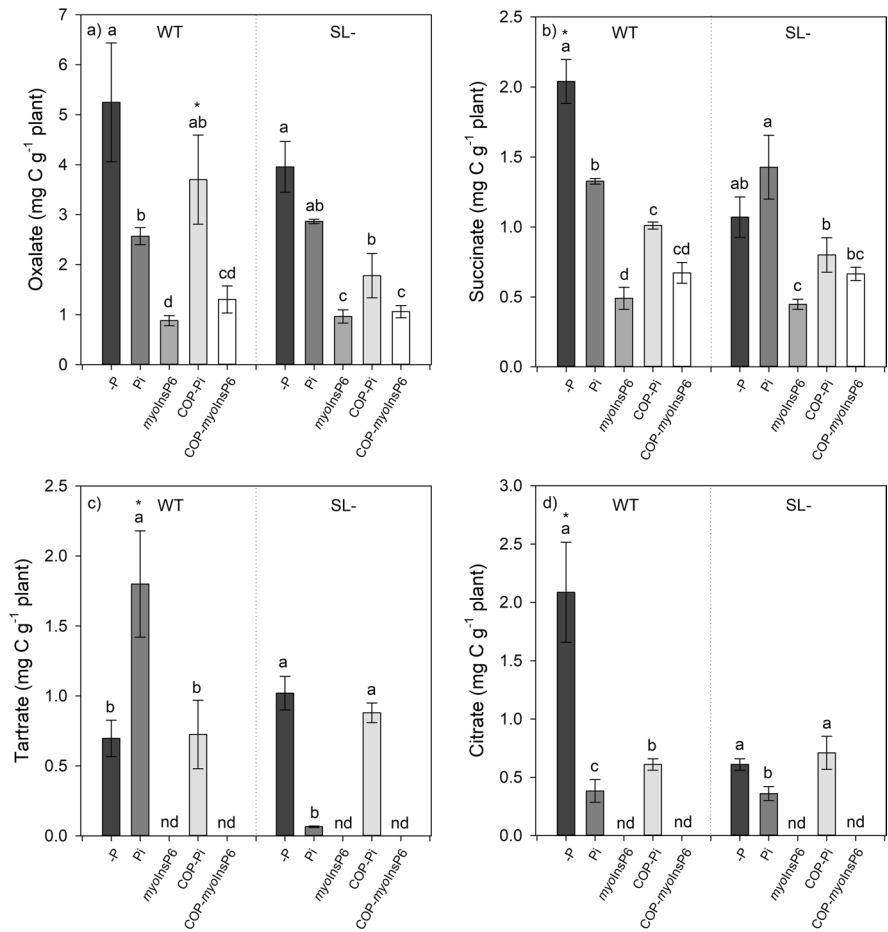 a) WT SL-
Oxalate (mg C g-1 plant)
7
6
5
4
3
2
1
0
a
b
d
*
ab
cd
a
ab
c
b
c
-P
Pi
myoInsP6
COP-Pi
COP-myoInsP6
-P
Pi
myoInsP6
COP-Pi
COP-myoInsP6
b) WT SL-
Succinate (mg C g-1 plant)
2.5
2.0
1.5
1.0
0.5
0.0
*
a
b
d
c
cd
ab
a
c
b
bc
-P
Pi
myoInsP6
COP-Pi
COP-myoInsP6
-P
Pi
myoInsP6
COP-Pi
COP-myoInsP6
c) WT SL-
Tartrate (mg C g-1 plant)
2.5
2.0
1.5
1.0
0.5
0.0
b
*
a
nd
b
nd
a
b
nd
a
nd
-P
Pi
myoInsP6
COP-Pi
COP-myoInsP6
-P
Pi
myoInsP6
COP-Pi
COP-myoInsP6
d) WT SL-
Citrate (mg C g-1 plant)
3.0
2.5
2.0
1.5
1.0
0.5
0.0
*
a
c
nd
b
nd
a
b
nd
a
nd
-P
Pi
myoInsP6
COP-Pi
COP-myoInsP6
-P
Pi
myoInsP6
COP-Pi
COP-myoInsP6